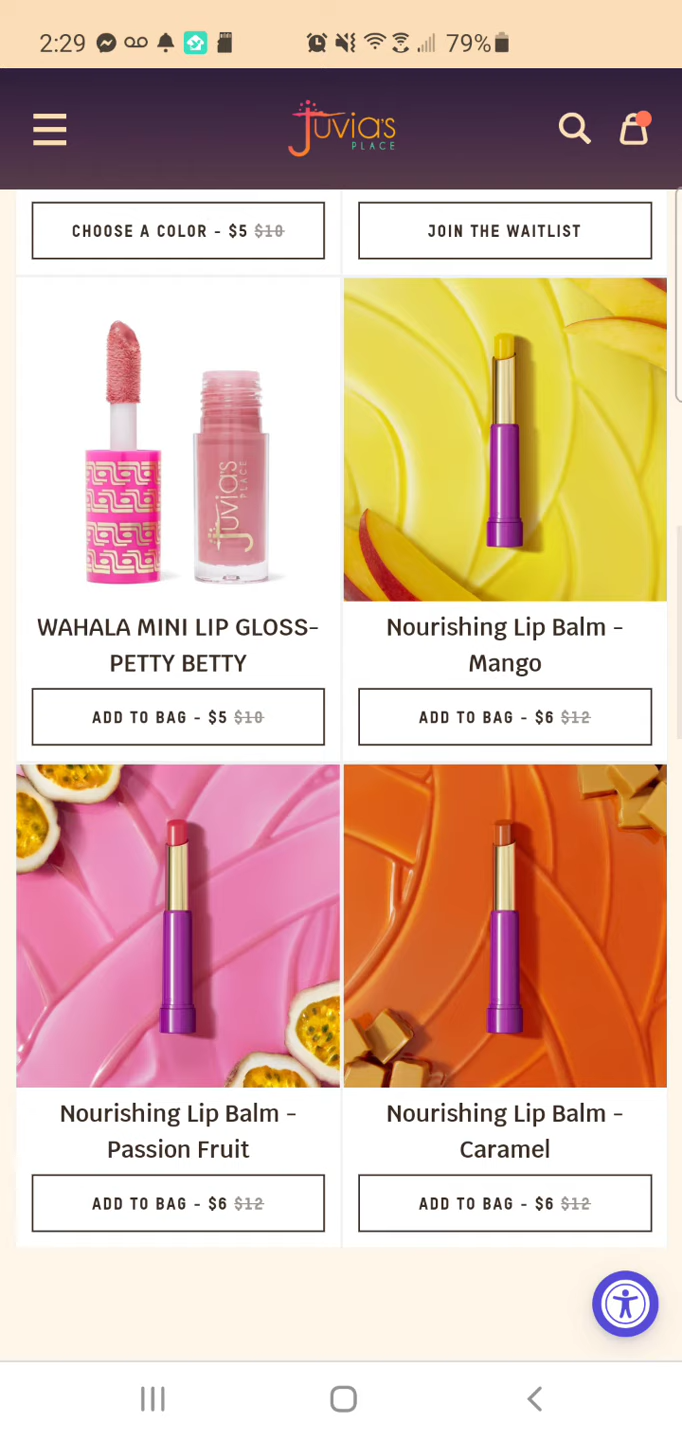 2:29
79%
Juvia's
PLACE
CHOOSE A COLOR - $5 $10
JOIN THE WAITLIST
Juvia's
PLACE
WAHALA MINI LIP GLOSS-
PETTY BETTY
ADD TO BAG - $5 $10
Nourishing Lip Balm -
Mango
ADD TO BAG - $6 $12
Nourishing Lip Balm -
Passion Fruit
ADD TO BAG - $6 $12
Nourishing Lip Balm -
Caramel
ADD TO BAG - $6 $12